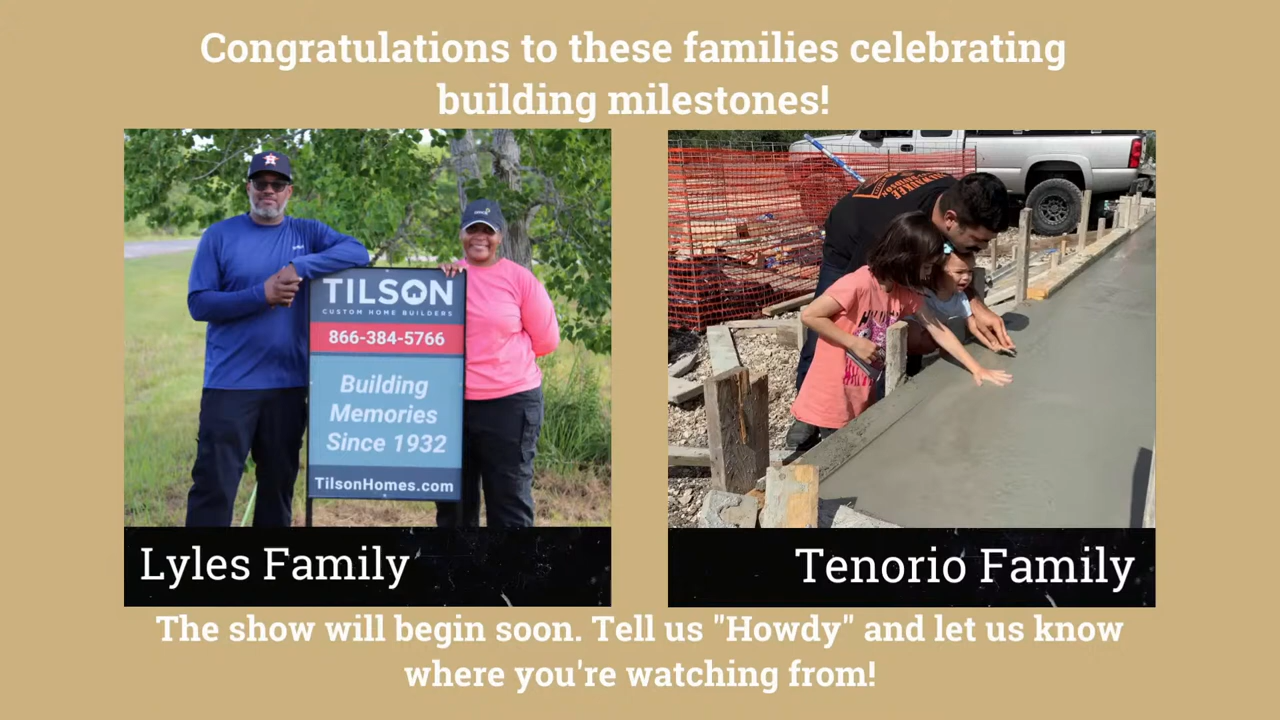 Congratulations to these families celebrating
building milestones!
TILSON
CUSTOM HOME BUILDERS
866-384-5766
Building
Memories
Since 1932
TilsonHomes.com
Lyles Family
Tenorio Family
The show will begin soon. Tell us "Howdy" and let us know
where you're watching from!